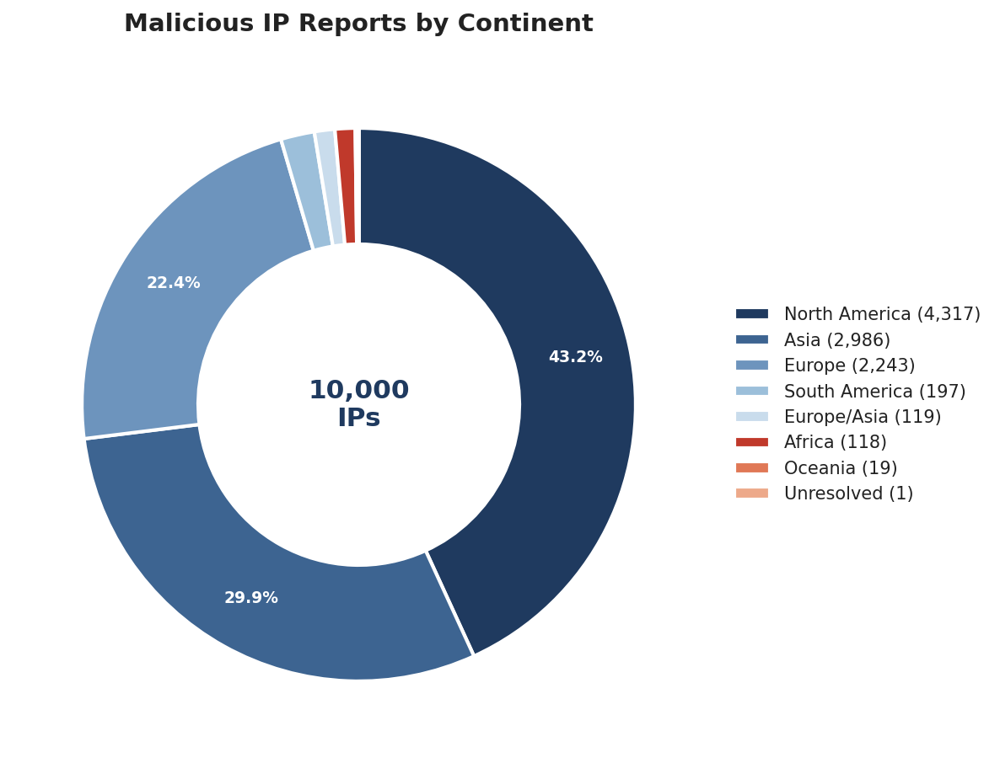 Malicious IP Reports by Continent
22.4%
43.2%
10,000
IPs
29.9%
North America (4,317)
Asia (2,986)
Europe (2,243)
South America (197)
Europe/Asia (119)
Africa (118)
Oceania (19)
Unresolved (1)